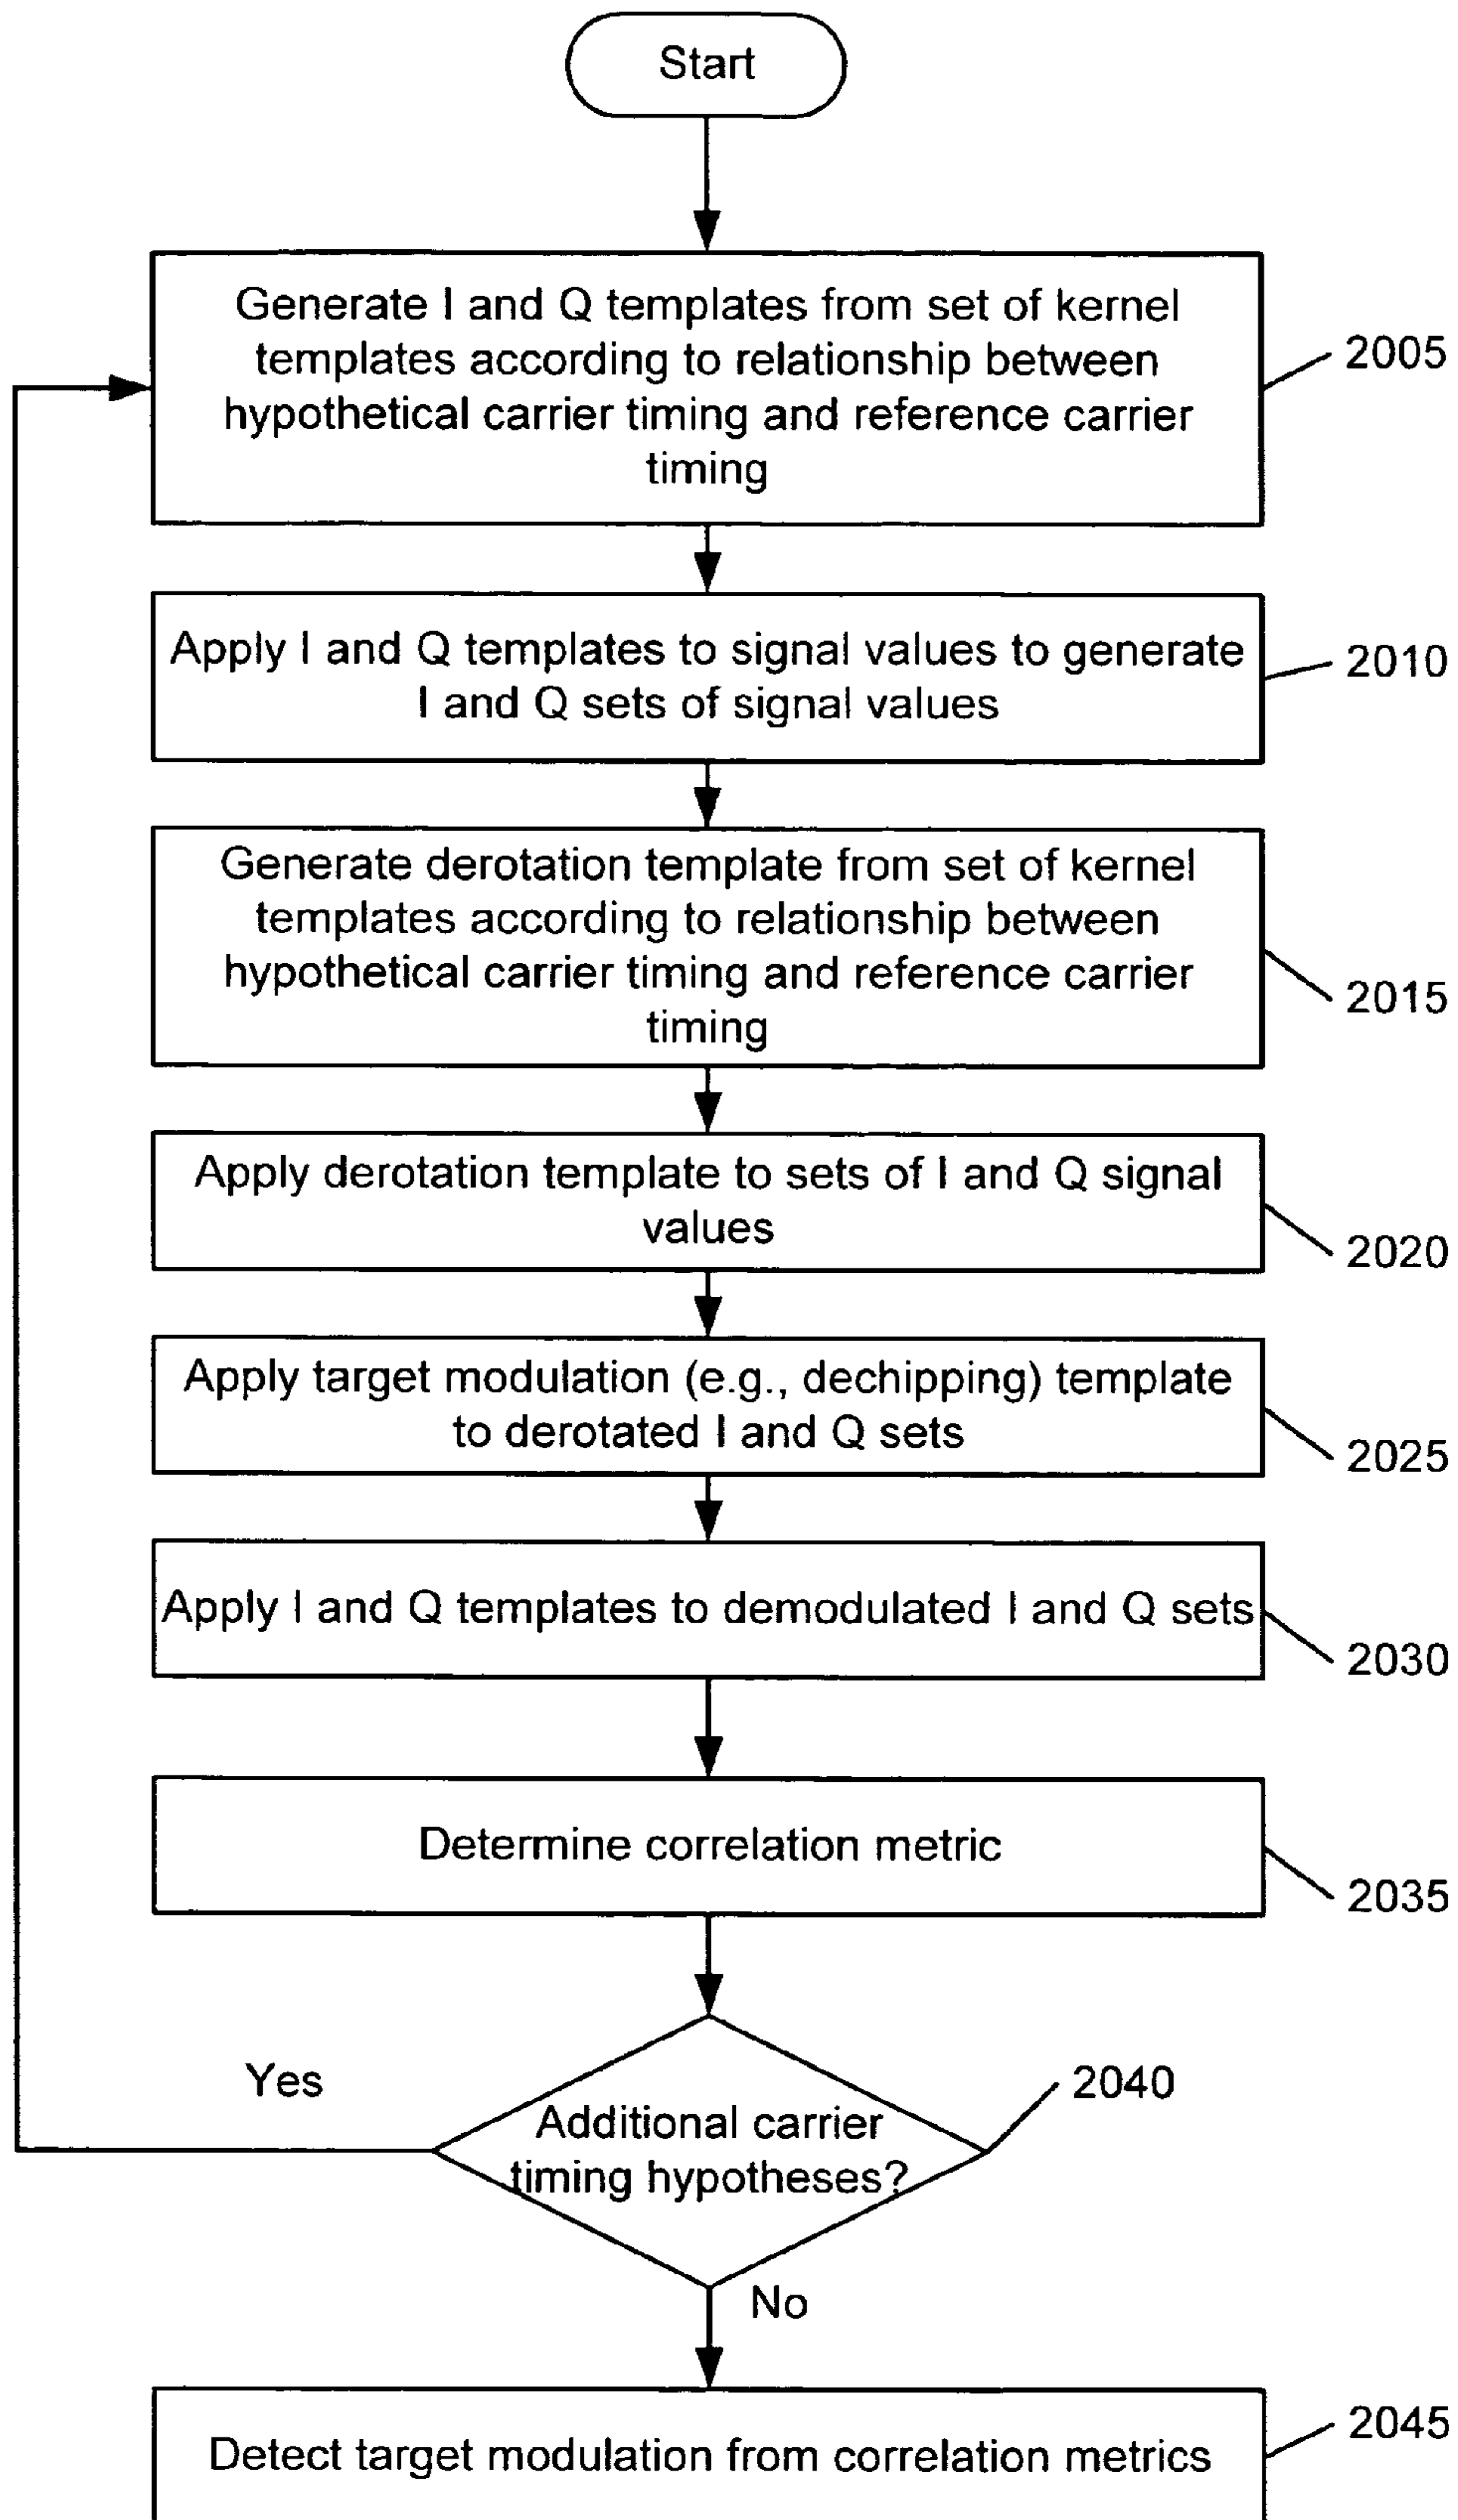 Start
Generate I and Q templates from set of kernel
templates according to relationship between
hypothetical carrier timing and reference carrier
timing
2005
Apply I and Q templates to signal values to generate
I and Q sets of signal values
2010
Generate derotation template from set of kernel
templates according to relationship between
hypothetical carrier timing and reference carrier
timing
2015
Apply derotation template to sets of I and Q signal
values
2020
Apply target modulation (e.g., dechipping) template
to derotated I and Q sets
2025
Apply I and Q templates to demodulated I and Q sets
2030
Determine correlation metric
2035
Yes
2040
Additional carrier
timing hypotheses?
No
2045
Detect target modulation from correlation metrics